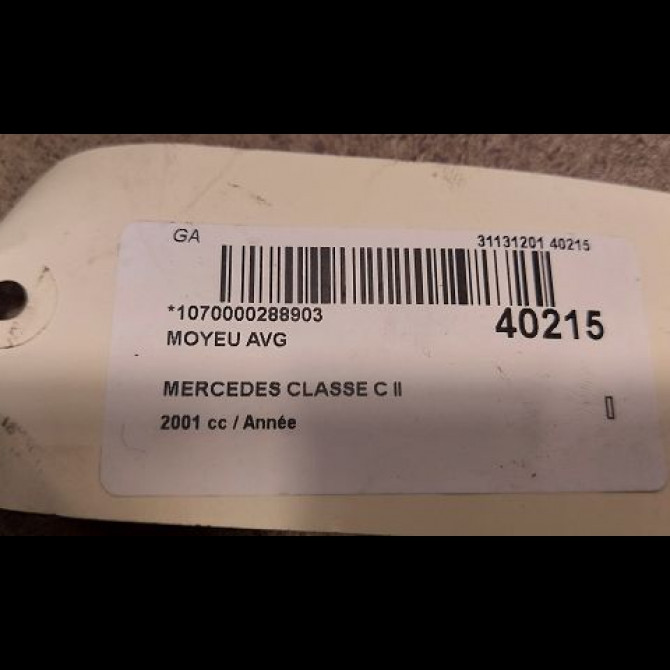 GA
31131201 40215
*1070000288903
40215
MOYEU AVG
MERCEDES CLASSE C II
2001 cc / Année